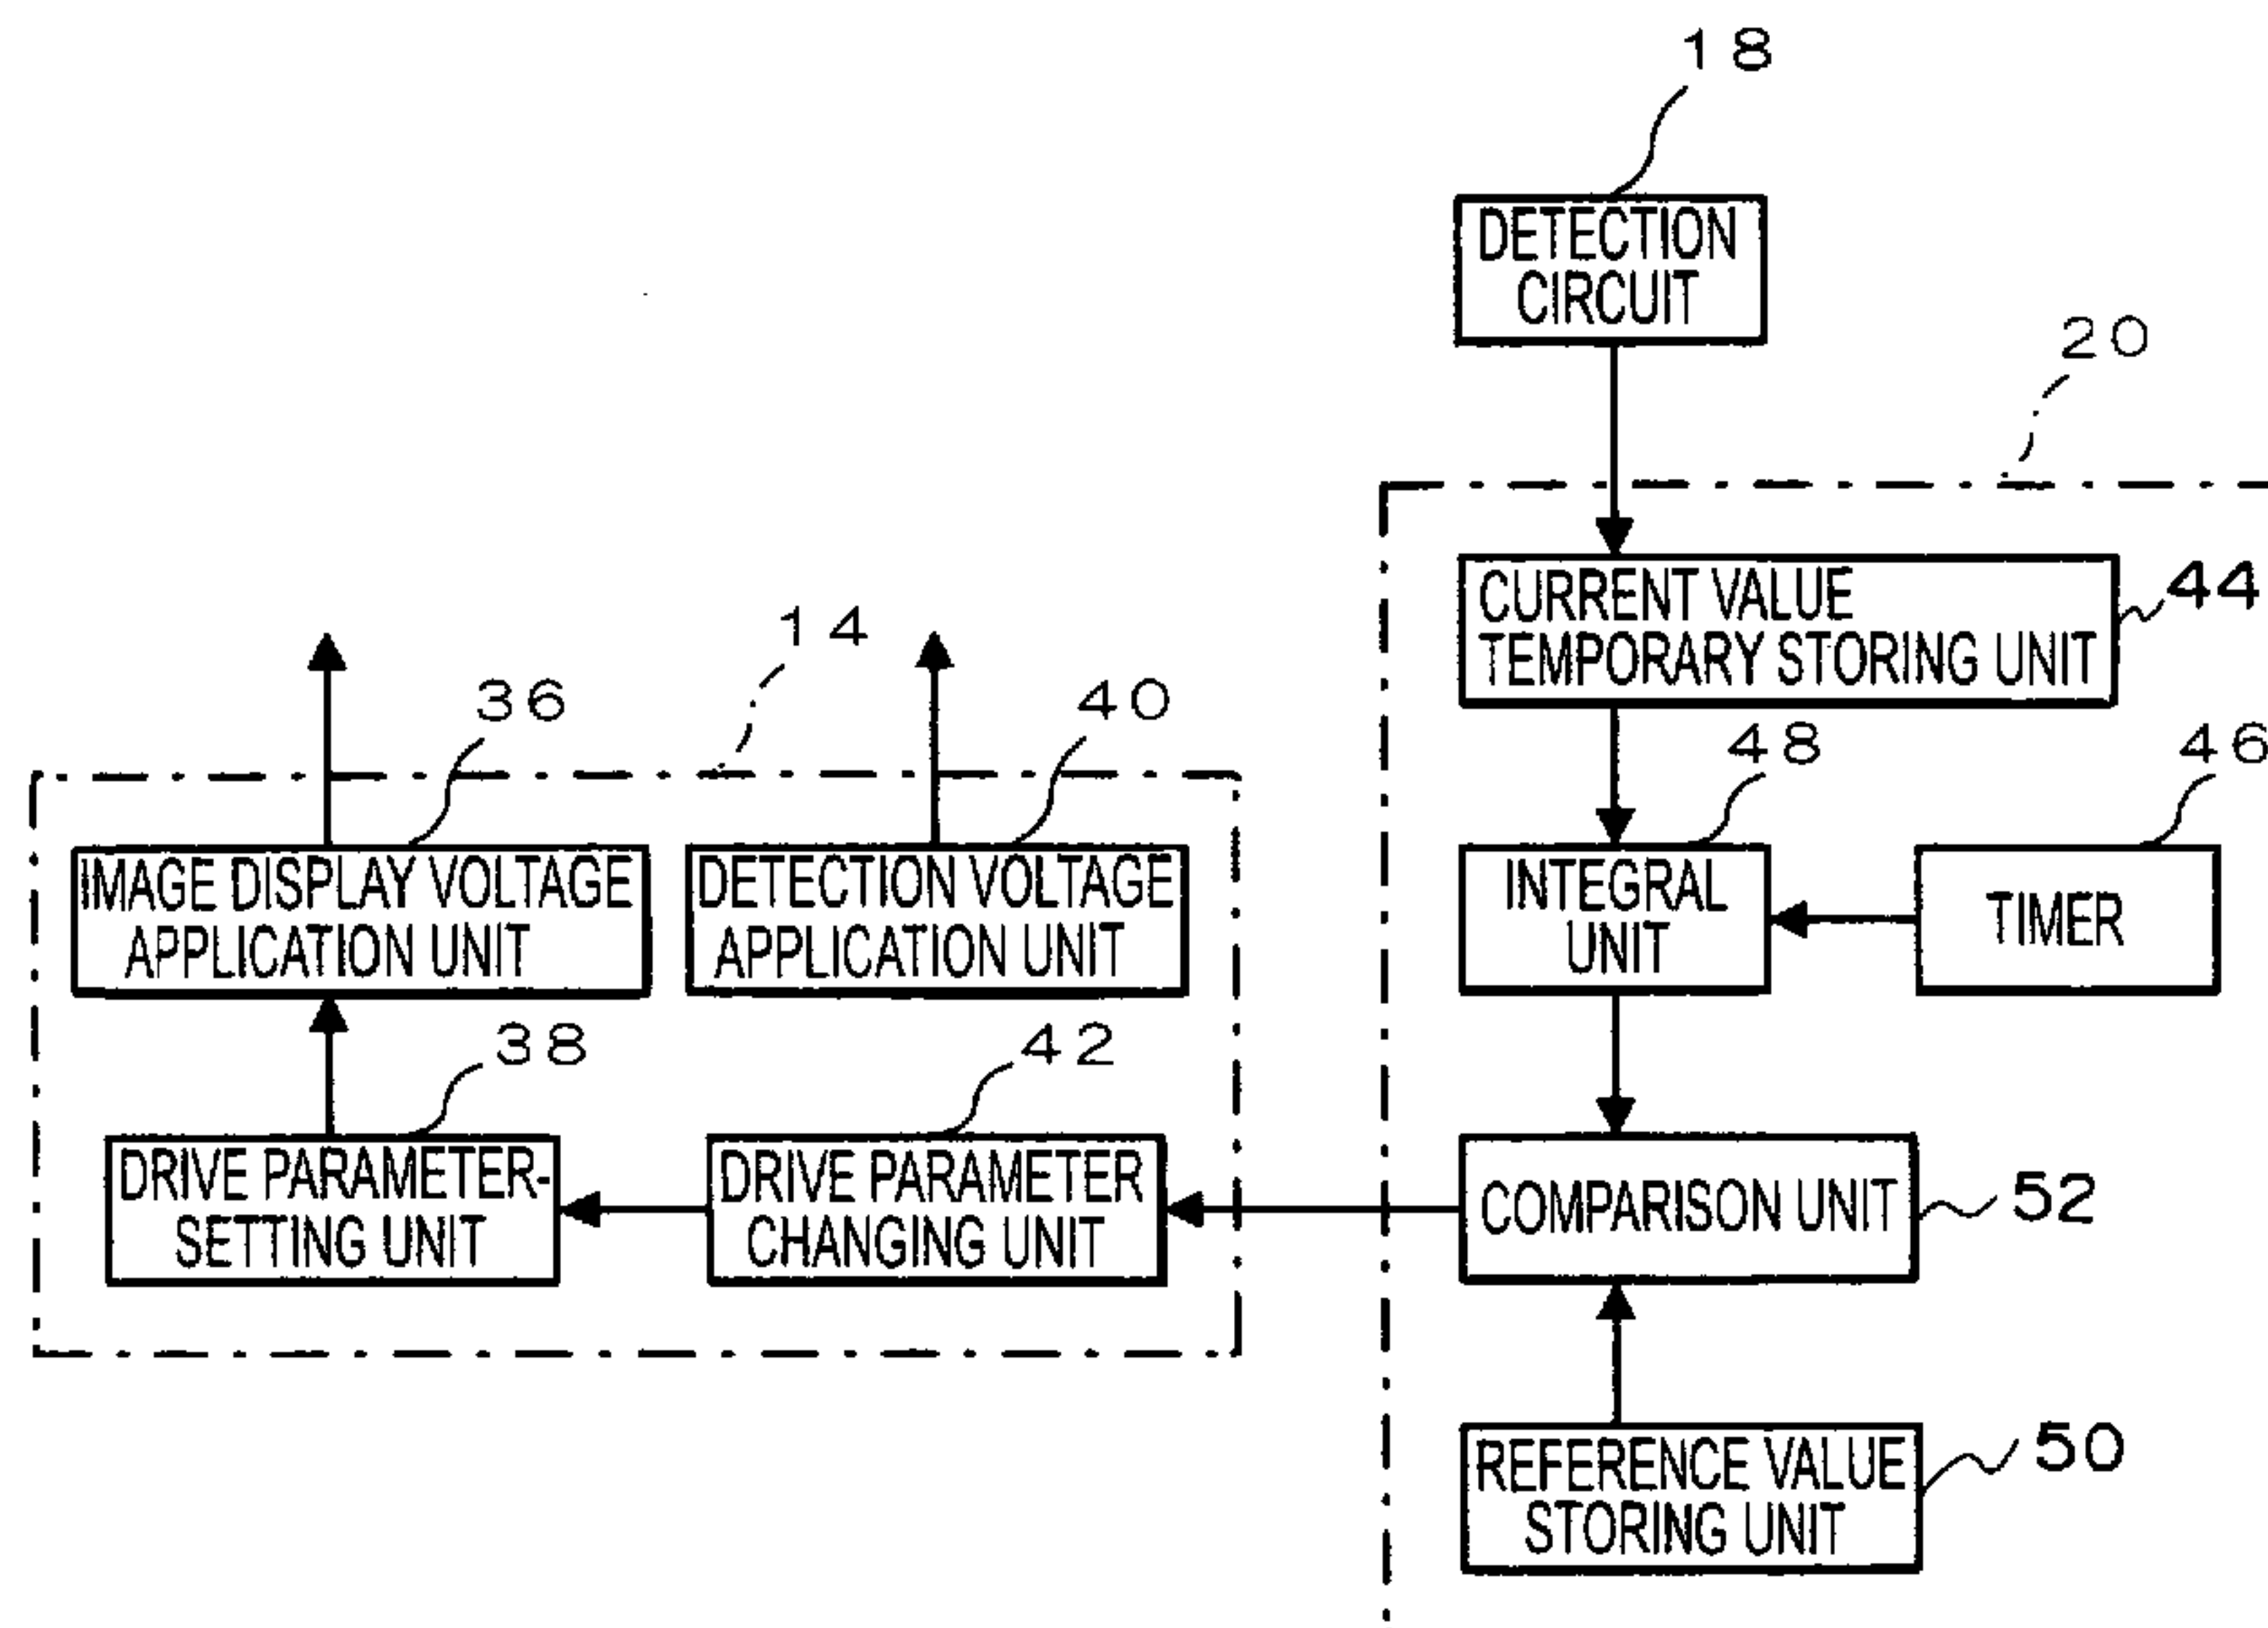 18
DETECTION
CIRCUIT
20
CURRENT VALUE
TEMPORARY STORING UNIT
44
14
36
40
48
46
IMAGE DISPLAY VOLTAGE
APPLICATION UNIT
DETECTION VOLTAGE
APPLICATION UNIT
INTEGRAL
UNIT
TIMER
38
42
DRIVE PARAMETER-
SETTING UNIT
DRIVE PARAMETER
CHANGING UNIT
COMPARISON UNIT
52
REFERENCE VALUE
STORING UNIT
50